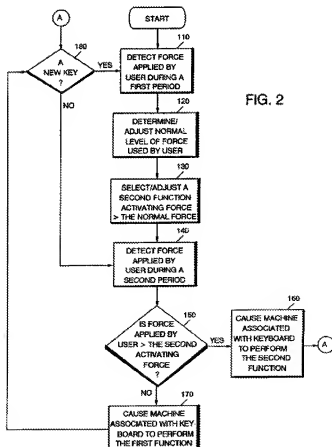 START
A
180
A
NEW KEY
?
YES
NO
110
DETECT FORCE
APPLIED BY
USER DURING A
FIRST PERIOD
FIG. 2
120
DETERMINE/
ADJUST NORMAL
LEVEL OF FORCE
USED BY USER
130
SELECT/ADJUST A
SECOND FUNCTION
ACTIVATING FORCE
> THE NORMAL FORCE
140
DETECT FORCE
APPLIED BY
USER DURING A
SECOND PERIOD
150
IS FORCE
APPLIED BY
USER > THE SECOND
ACTIVATING
FORCE
?
YES
NO
160
CAUSE MACHINE
ASSOCIATED
WITH KEYBOARD
TO PERFORM
THE SECOND
FUNCTION
A
170
CAUSE MACHINE
ASSOCIATED WITH KEY-
BOARD TO PERFORM
THE FIRST FUNCTION